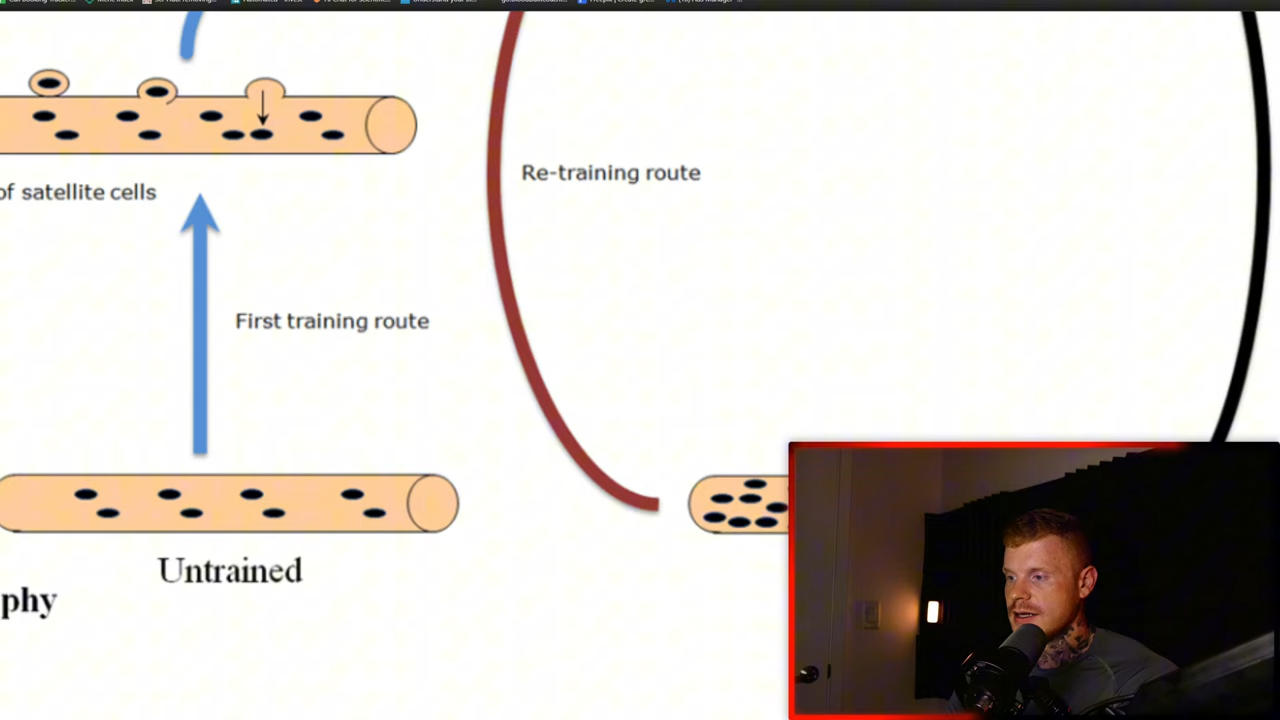 Re-training route
of satellite cells
First training route
Untrained
phy